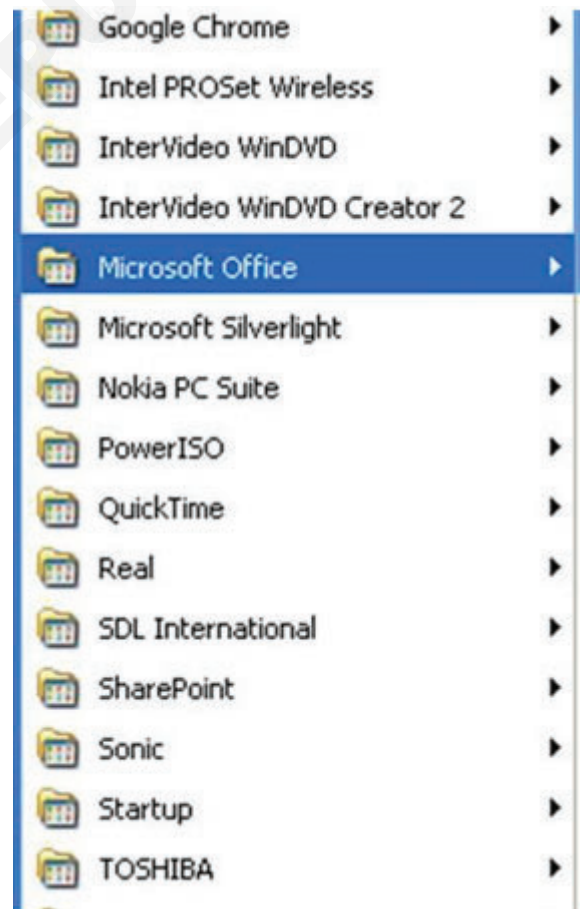 Google Chrome
Intel PROSet Wireless
InterVideo WinDVD
InterVideo WinDVD Creator 2
Microsoft Office
Microsoft Silverlight
Nokia PC Suite
PowerISO
QuickTime
Real
SDL International
SharePoint
Sonic
Startup
TOSHIBA